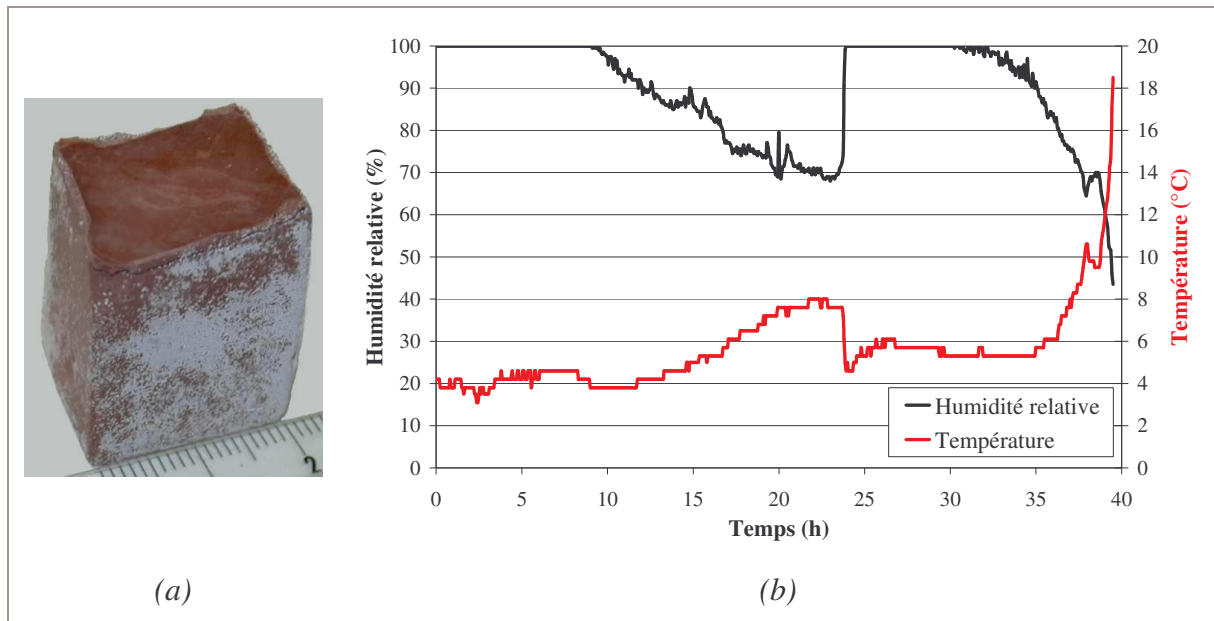 2
100
90
80
70
60
50
40
30
20
10
0
Humidité relative (%)
20
18
16
14
12
10
8
6
4
2
0
Température (°C)
Humidité relative
Température
0 5 10 15 20 25 30 35 40
Temps (h)
(a)
(b)